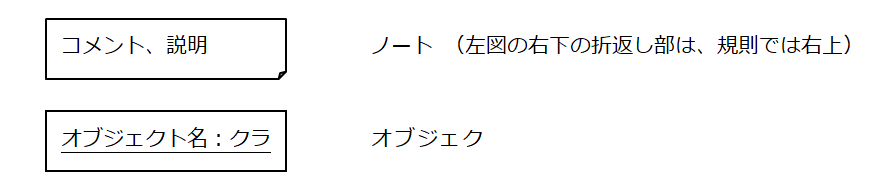 コメント、説明
ノート （左図の右下の折返し部は、規則では右上）
オブジェクト名：クラ
オブジェク